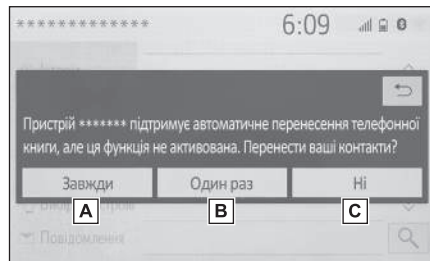 ************* 6:09
Пристрій ******* підтримує автоматичне перенесення телефонної
книги, але ця функція не активована. Перенести ваші контакти?
Завжди Один раз Ні
A B C
Повідомлення